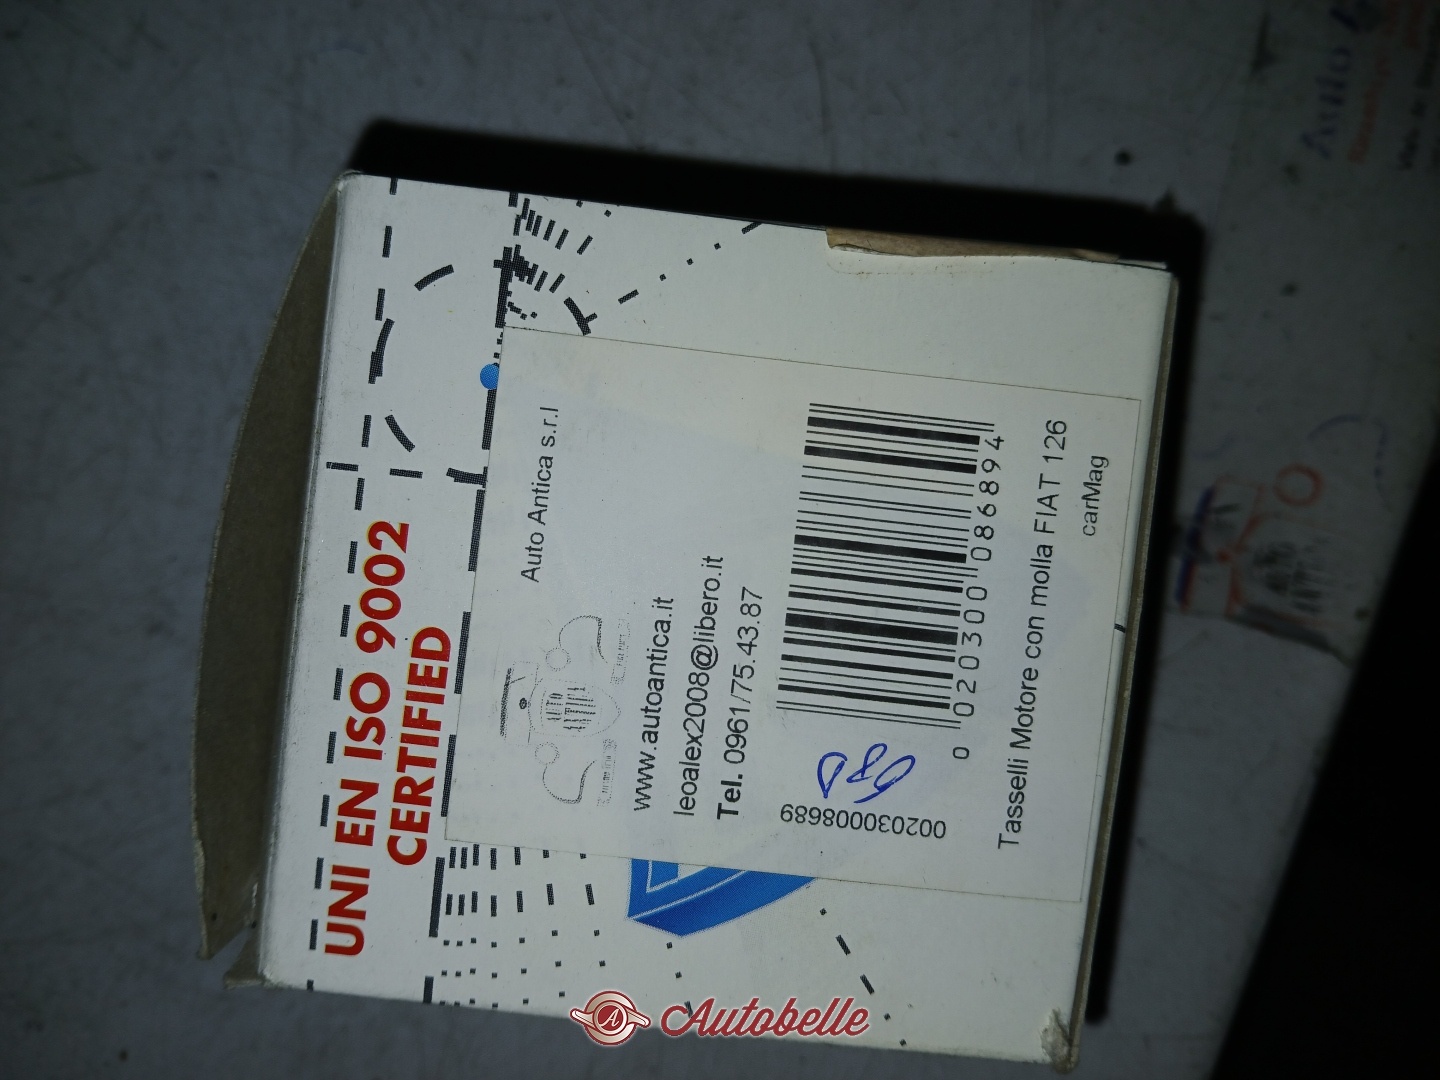 UNI EN ISO 9002
CERTIFIED
Auto Antica s.r.l
www.autoantica.it
leoalex2008@libero.it
Tel. 0961/75.43.87
002030008689
0 020300 086894
Tasselli Motore con molla FIAT 126
carMag
Autobelle